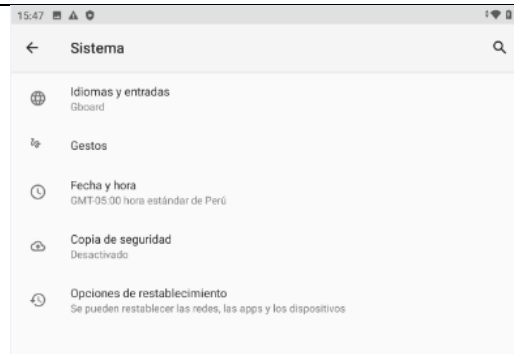 15:47
Sistema
Idiomas y entradas
Gboard
Gestos
Fecha y hora
GMT-05:00 hora estándar de Perú
Copia de seguridad
Desactivado
Opciones de restablecimiento
Se pueden restablecer las redes, las apps y los dispositivos